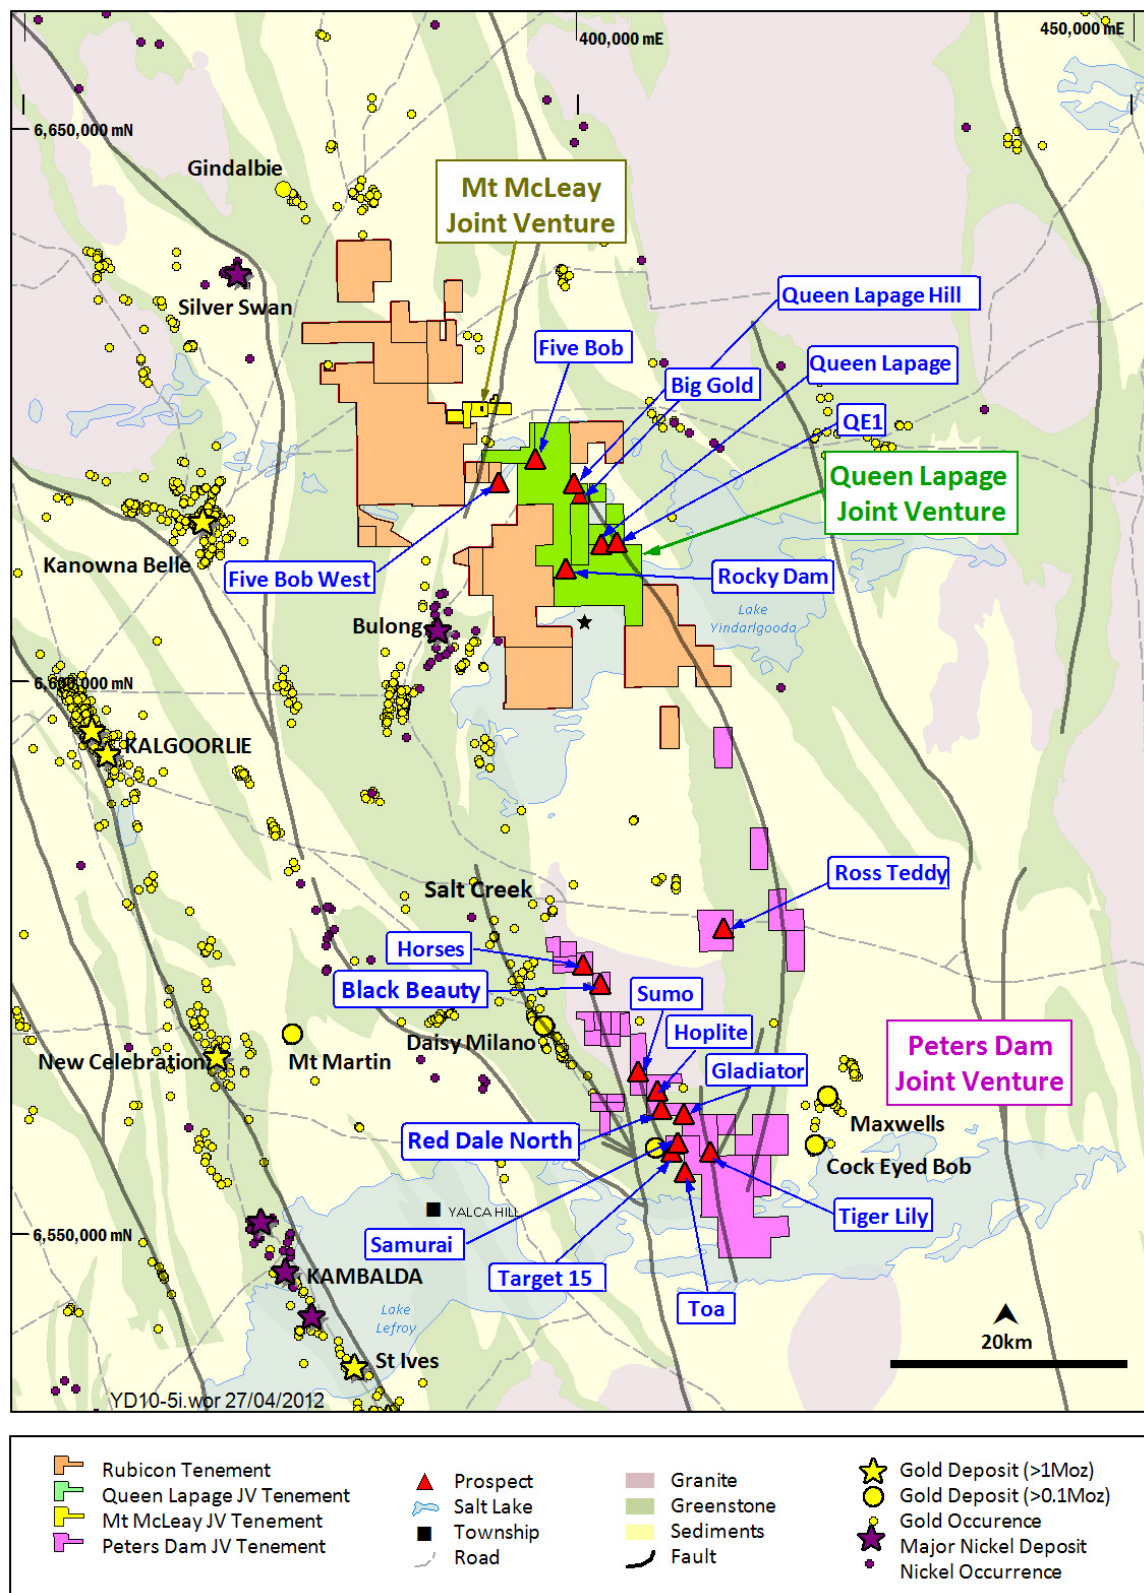 400,000 mE
450,000 mE
6,650,000 mN
Gindalbie
Mt McLeay
Joint Venture
Silver Swan
Queen Lapage Hill
Five Bob
Big Gold
Queen Lapage
QE1
Queen Lapage
Joint Venture
Kanowna Belle
Five Bob West
Rocky Dam
Bulong
Lake
Yindarlgooda
6,600,000 mN
KALGOORLIE
Salt Creek
Ross Teddy
Horses
Black Beauty
Sumo
Hoplite
Daisy Milano
New Celebration
Mt Martin
Gladiator
Peters Dam
Joint Venture
Red Dale North
Maxwells
Cock Eyed Bob
YALCA HILL
Tiger Lily
6,550,000 mN
Samurai
Target 15
KAMBALDA
Toa
Lake
Lefroy
20km
St Ives
YD10-5i.wor 27/04/2012
Rubicon Tenement
Queen Lapage JV Tenement
Mt McLeay JV Tenement
Peters Dam JV Tenement
Prospect
Salt Lake
Township
Road
Granite
Greenstone
Sediments
Fault
Gold Deposit (>1Moz)
Gold Deposit (>0.1Moz)
Gold Occurence
Major Nickel Deposit
Nickel Occurrence